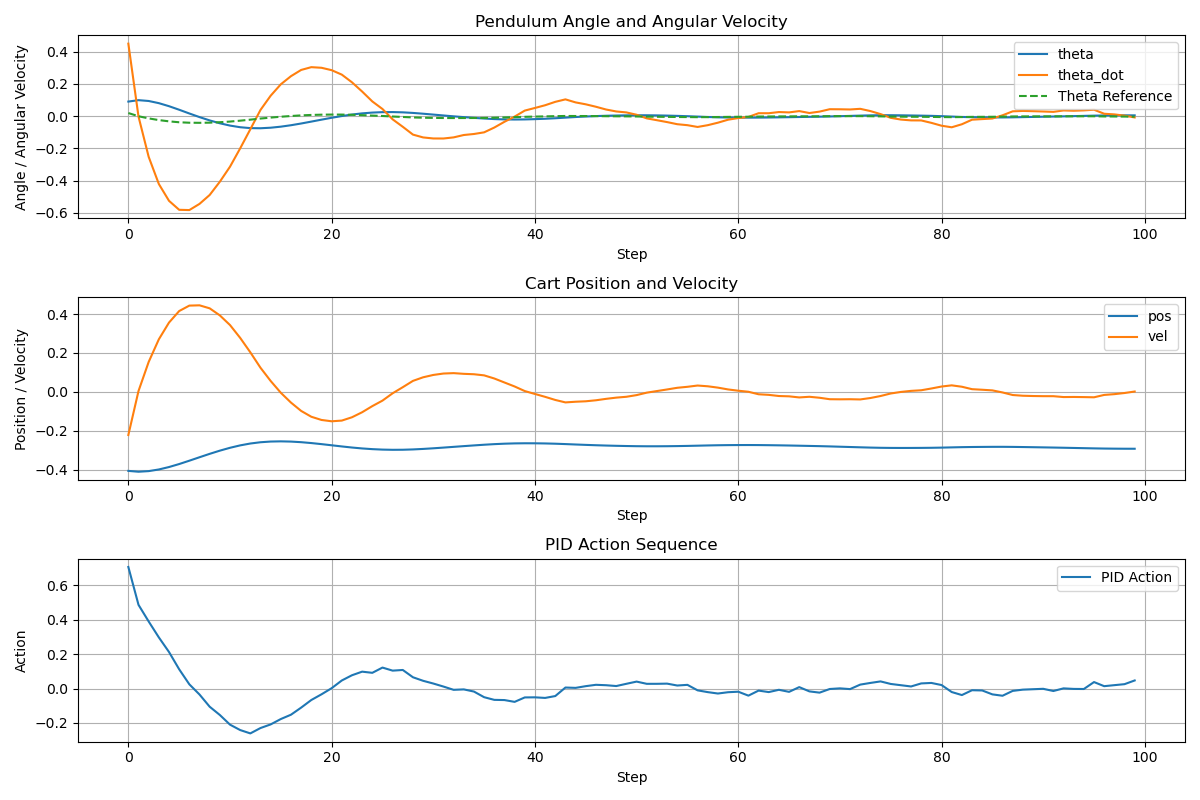 Pendulum Angle and Angular Velocity
Angle / Angular Velocity
0.4
0.2
0.0
−0.2
−0.4
−0.6
theta
theta_dot
Theta Reference
0 20 40 60 80 100
Step
Cart Position and Velocity
Position / Velocity
0.4
0.2
0.0
−0.2
−0.4
pos
vel
0 20 40 60 80 100
Step
PID Action Sequence
Action
0.6
0.4
0.2
0.0
−0.2
PID Action
0 20 40 60 80 100
Step